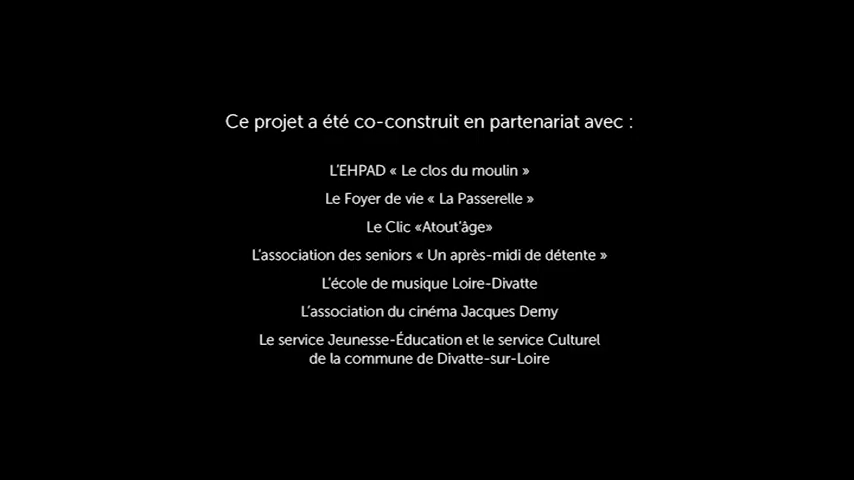 Ce projet a été co-construit en partenariat avec :
L'EHPAD « Le clos du moulin »
Le Foyer de vie « La Passerelle »
Le Clic «Atout'âge»
L'association des seniors « Un après-midi de détente »
L'école de musique Loire-Divatte
L'association du cinéma Jacques Demy
Le service Jeunesse-Éducation et le service Culturel
de la commune de Divatte-sur-Loire